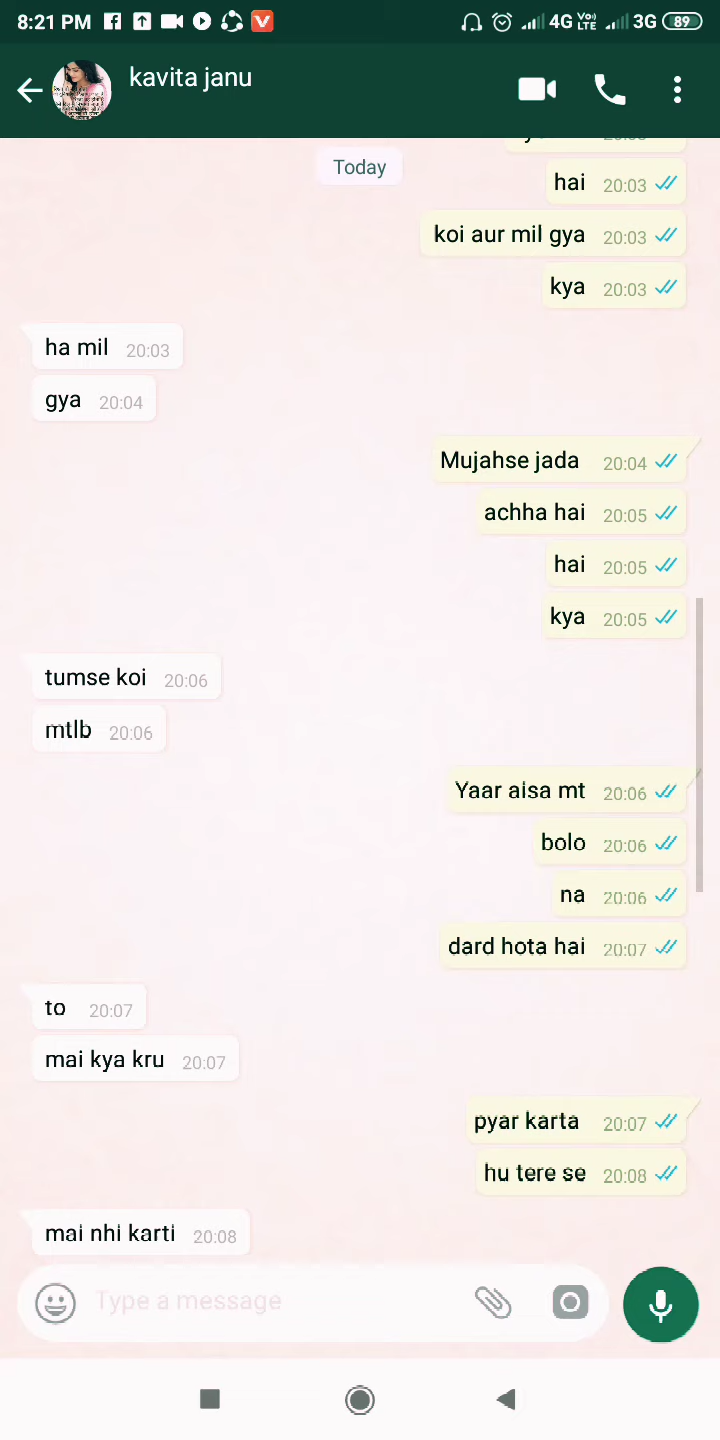 8:21 PM 4G Vo) LTE 3G 89
kavita janu
Today
hai 20:03
koi aur mil gya 20:03
kya 20:03
ha mil 20:03
gya 20:04
Mujahse jada 20:04
achha hai 20:05
hai 20:05
kya 20:05
tumse koi 20:06
mtlb 20:06
Yaar aisa mt 20:06
bolo 20:06
na 20:06
dard hota hai 20:07
to 20:07
mai kya kru 20:07
pyar karta 20:07
hu tere se 20:08
mai nhi karti 20:08
Type a message